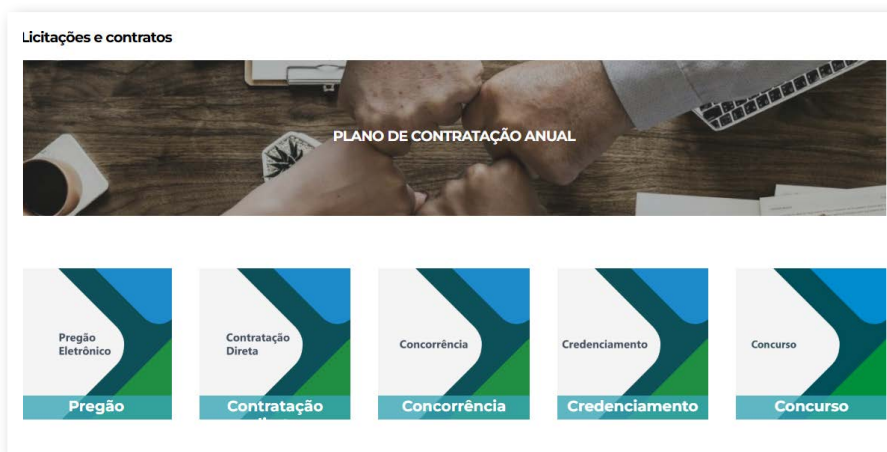 Licitações e contratos
PLANO DE CONTRATAÇÃO ANUAL
Pregão
Eletrônico
Pregão
Contratação
Direta
Contratação
Concorrência
Concorrência
Credenciamento
Credenciamento
Concurso
Concurso